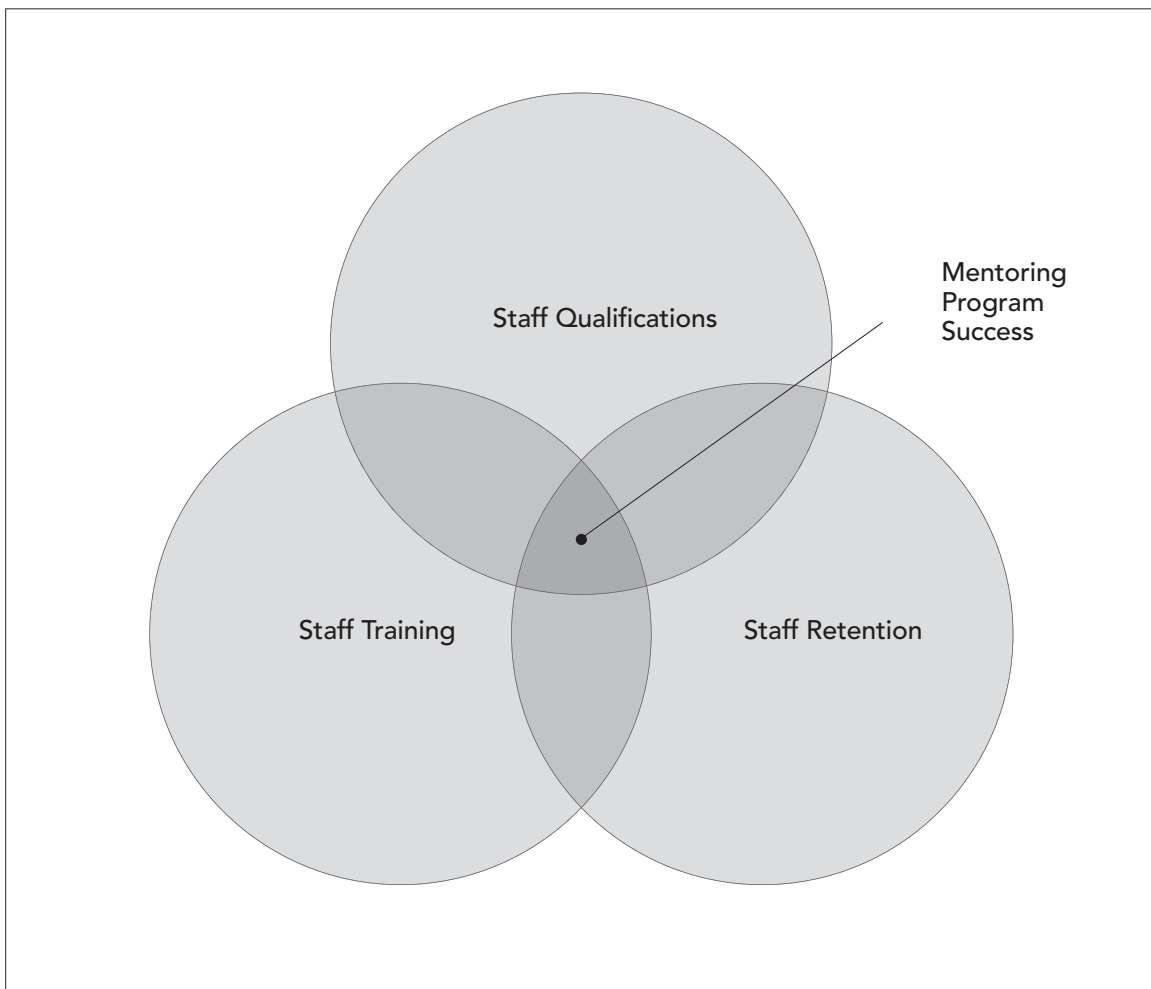 Mentoring
Program
Success
Staff Qualifications
Staff Training
Staff Retention